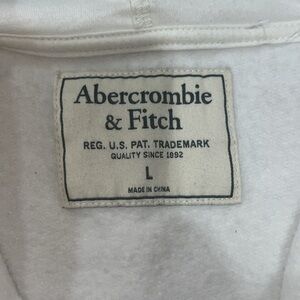 Abercrombie
& Fitch
REG. U.S. PAT. TRADEMARK
QUALITY SINCE 1892
L
MADE IN CHINA